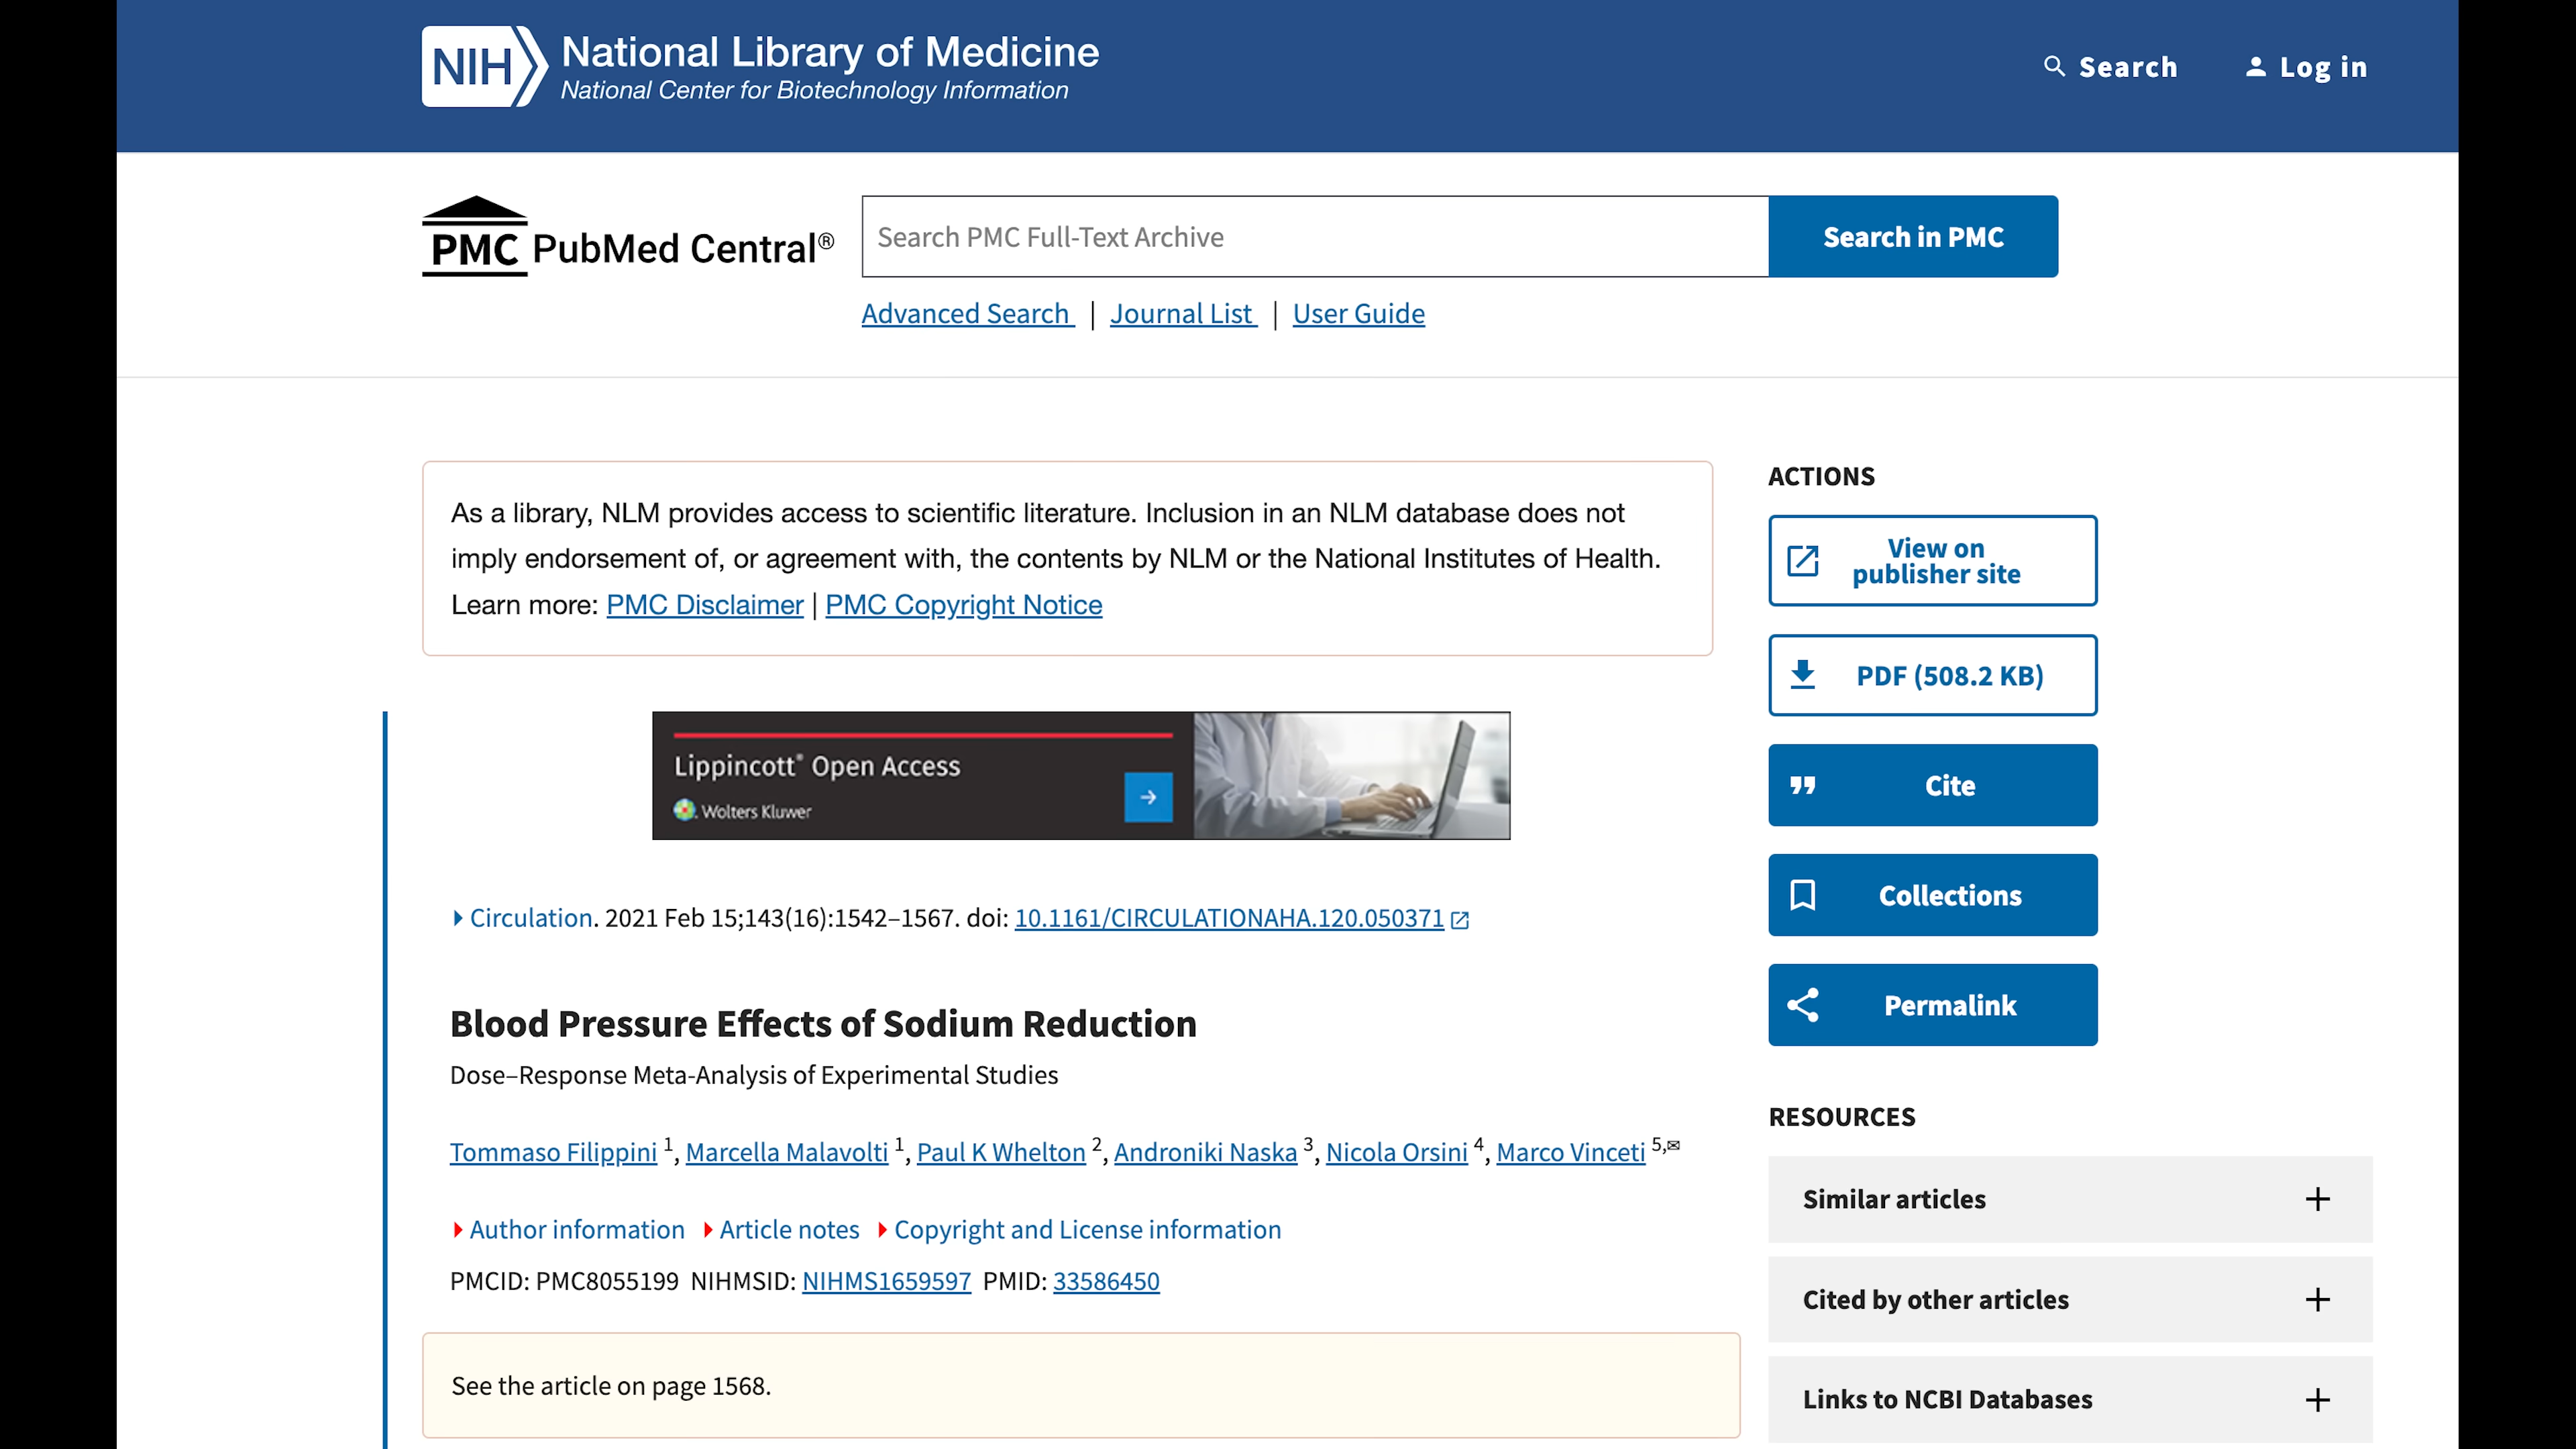 NIH National Library of Medicine
National Center for Biotechnology Information
Search
Log in
PMC PubMed Central®
Search PMC Full-Text Archive
Search in PMC
Advanced Search | Journal List | User Guide
As a library, NLM provides access to scientific literature. Inclusion in an NLM database does not
imply endorsement of, or agreement with, the contents by NLM or the National Institutes of Health.
Learn more: PMC Disclaimer | PMC Copyright Notice
Lippincott® Open Access
Wolters Kluwer
Circulation. 2021 Feb 15;143(16):1542–1567. doi: 10.1161/CIRCULATIONAHA.120.050371
Blood Pressure Effects of Sodium Reduction
Dose–Response Meta-Analysis of Experimental Studies
Tommaso Filippini 1, Marcella Malavolti 1, Paul K Whelton 2, Androniki Naska 3, Nicola Orsini 4, Marco Vinceti 5,✉
Author information Article notes Copyright and License information
PMCID: PMC8055199 NIHMSID: NIHMS1659597 PMID: 33586450
See the article on page 1568.
ACTIONS
View on
publisher site
PDF (508.2 KB)
Cite
Collections
Permalink
RESOURCES
Similar articles
Cited by other articles
Links to NCBI Databases